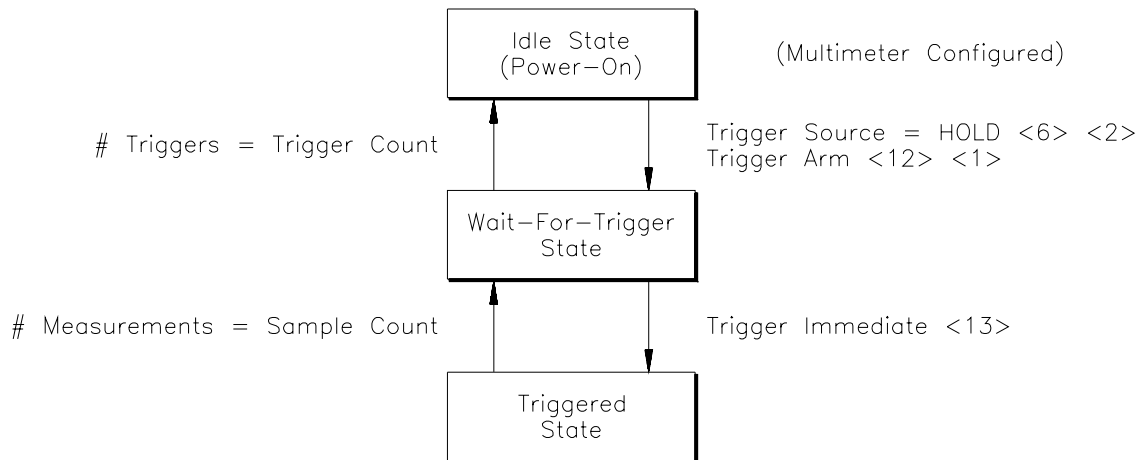 Idle State
(Power-On)
(Multimeter Configured)
# Triggers = Trigger Count
Trigger Source = HOLD <6> <2>
Trigger Arm <12> <1>
Wait-For-Trigger
State
# Measurements = Sample Count
Trigger Immediate <13>
Triggered
State